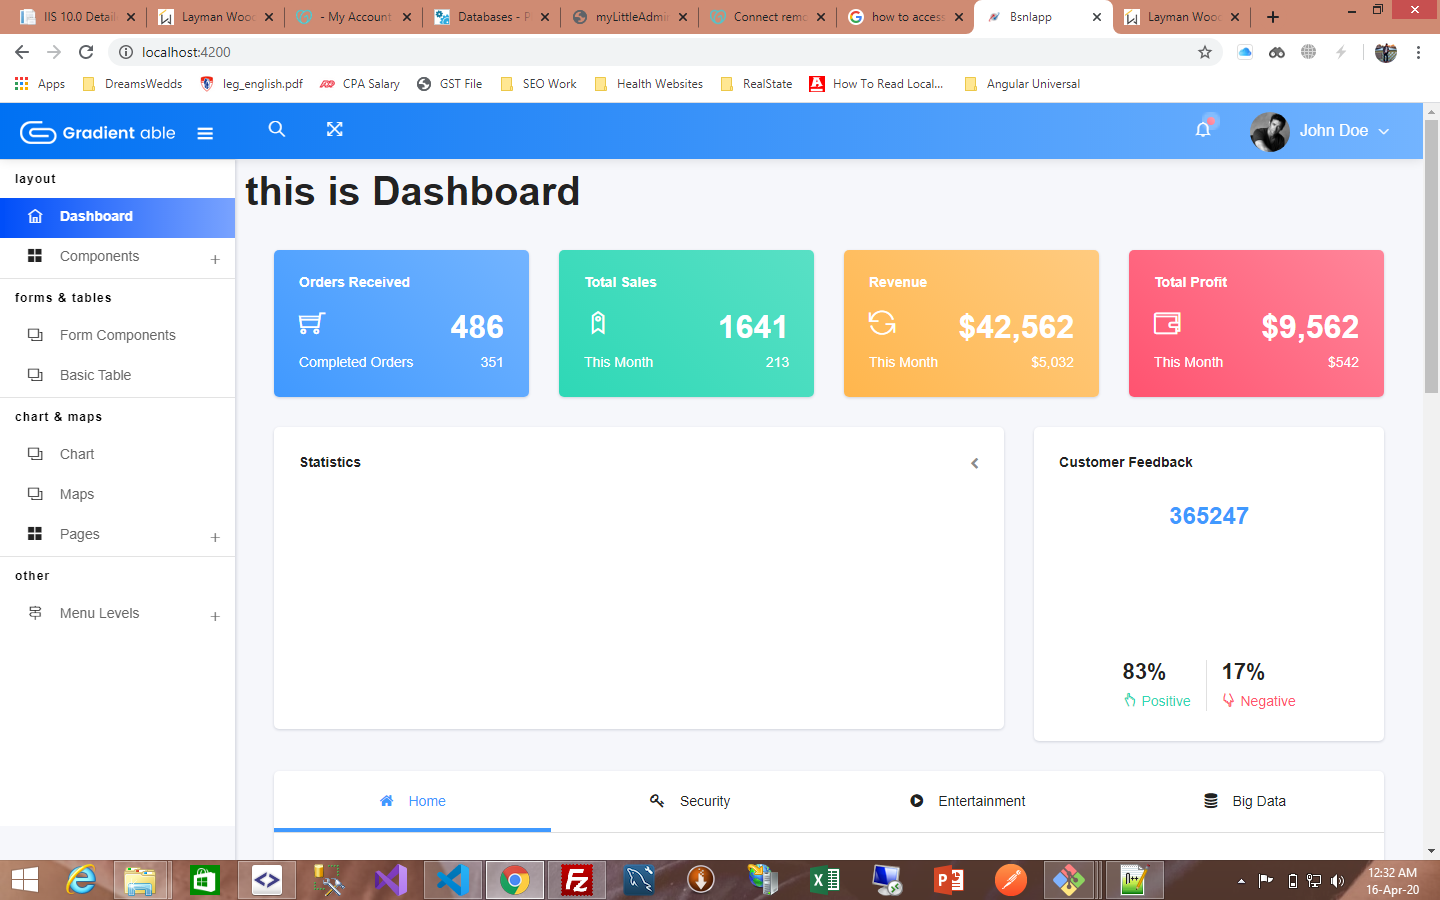 IIS 10.0 Detail
Layman Wood
- My Account
Databases - P
myLittleAdmin
Connect remo
how to access
Bsnlapp
Layman Wood
localhost:4200
Apps
DreamsWedds
leg_english.pdf
CPA Salary
GST File
SEO Work
Health Websites
RealState
How To Read Local...
Angular Universal
Gradient able
John Doe
layout
Dashboard
Components
forms & tables
Form Components
Basic Table
chart & maps
Chart
Maps
Pages
other
Menu Levels
this is Dashboard
Orders Received
486
Completed Orders 351
Total Sales
1641
This Month 213
Revenue
$42,562
This Month $5,032
Total Profit
$9,562
This Month $542
Statistics
Customer Feedback
365247
83%
Positive
17%
Negative
Home
Security
Entertainment
Big Data
12:32 AM
16-Apr-20